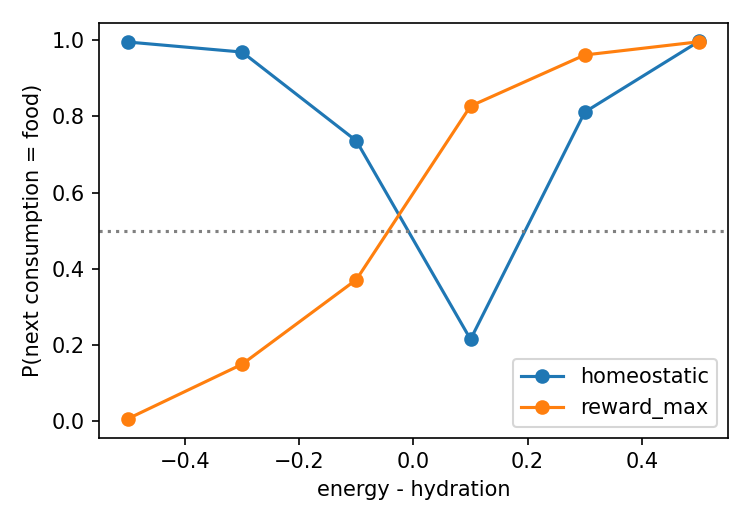 P(next consumption = food)
1.0
0.8
0.6
0.4
0.2
0.0
homeostatic
reward_max
−0.4 −0.2 0.0 0.2 0.4
energy - hydration